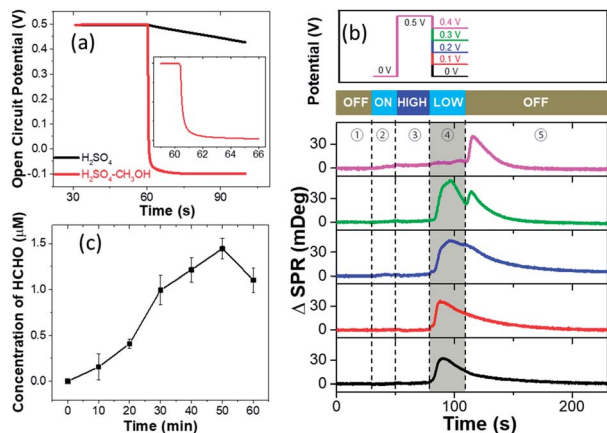 (a)
Open Circuit Potential (V)
0.5
0.4
0.3
0.2
0.1
0.0
-0.1
H₂SO₄
H₂SO₄-CH₃OH
60 62 64 66
30 60 90
Time (s)
(b)
Potential (V)
0 V
0.5 V
0.4 V
0.3 V
0.2 V
0.1 V
0 V
OFF ON HIGH LOW OFF
① ② ③ ④ ⑤
Δ SPR (mDeg)
30
0
30
0
30
0
30
0
30
0
0 100 200
Time (s)
(c)
Concentration of HCHO (μM)
1.5
1.0
0.5
0.0
0 10 20 30 40 50 60
Time (min)